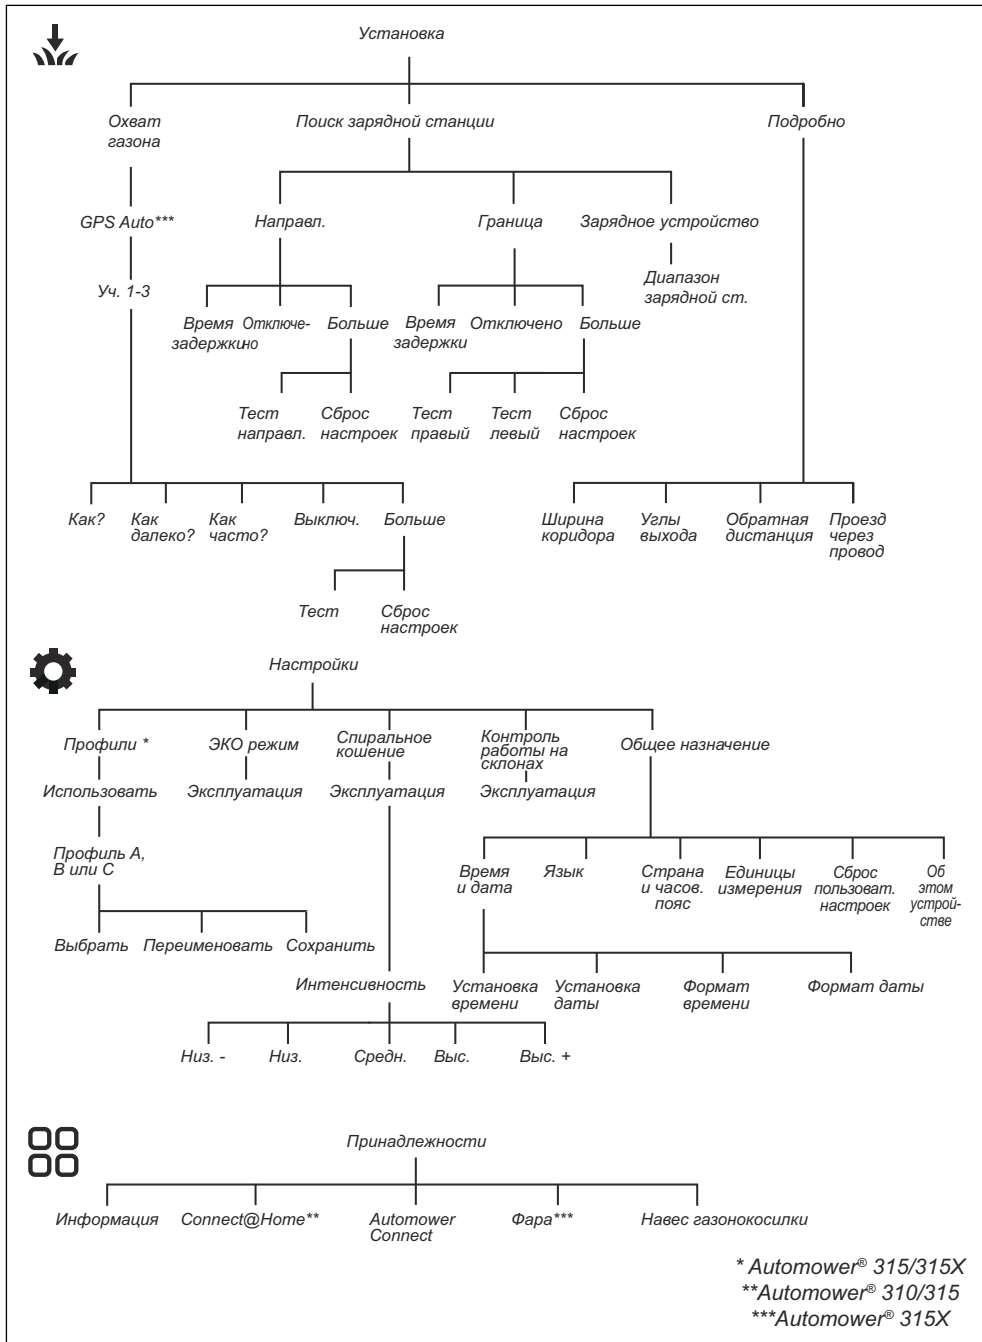 Установка
Охват
газона
Поиск зарядной станции
Подробно
GPS Auto***
Направл.
Граница
Зарядное устройство
Уч. 1-3
Диапазон
зарядной ст.
Время
задержки
Отключе-
но
Больше
Время
задержки
Отключено
Больше
Тест
направл.
Сброс
настроек
Тест
правый
Тест
левый
Сброс
настроек
Как?
Как
далеко?
Как
часто?
Выключ.
Больше
Ширина
коридора
Углы
выхода
Обратная
дистанция
Проезд
через
провод
Тест
Сброс
настроек
Настройки
Профили *
ЭКО режим
Спиральное
кошение
Контроль
работы на
склонах
Общее назначение
Использовать
Эксплуатация
Эксплуатация
Эксплуатация
Профиль A,
B или C
Время
и дата
Язык
Страна
и часов.
пояс
Единицы
измерения
Сброс
пользоват.
настроек
Об
этом
устрой-
стве
Выбрать
Переименовать
Сохранить
Интенсивность
Установка
времени
Установка
даты
Формат
времени
Формат даты
Низ. -
Низ.
Средн.
Выс.
Выс. +
Принадлежности
Информация
Connect@Home**
Automower
Connect
Фара***
Навес газонокосилки
* Automower® 315/315X
**Automower® 310/315
***Automower® 315X